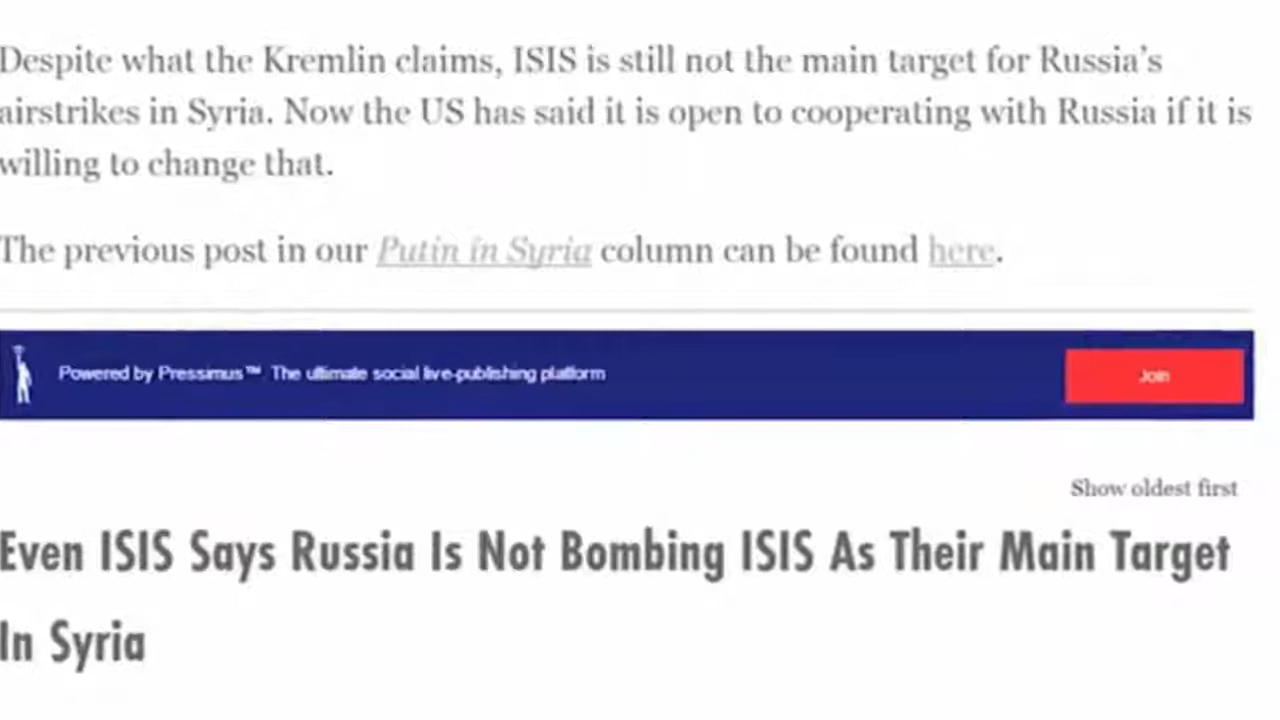 Despite what the Kremlin claims, ISIS is still not the main target for Russia's
airstrikes in Syria. Now the US has said it is open to cooperating with Russia if it is
willing to change that.
The previous post in our Putin in Syria column can be found here.
Powered by Pressimus™ The ultimate social live-publishing platform
Join
Show oldest first
Even ISIS Says Russia Is Not Bombing ISIS As Their Main Target
In Syria